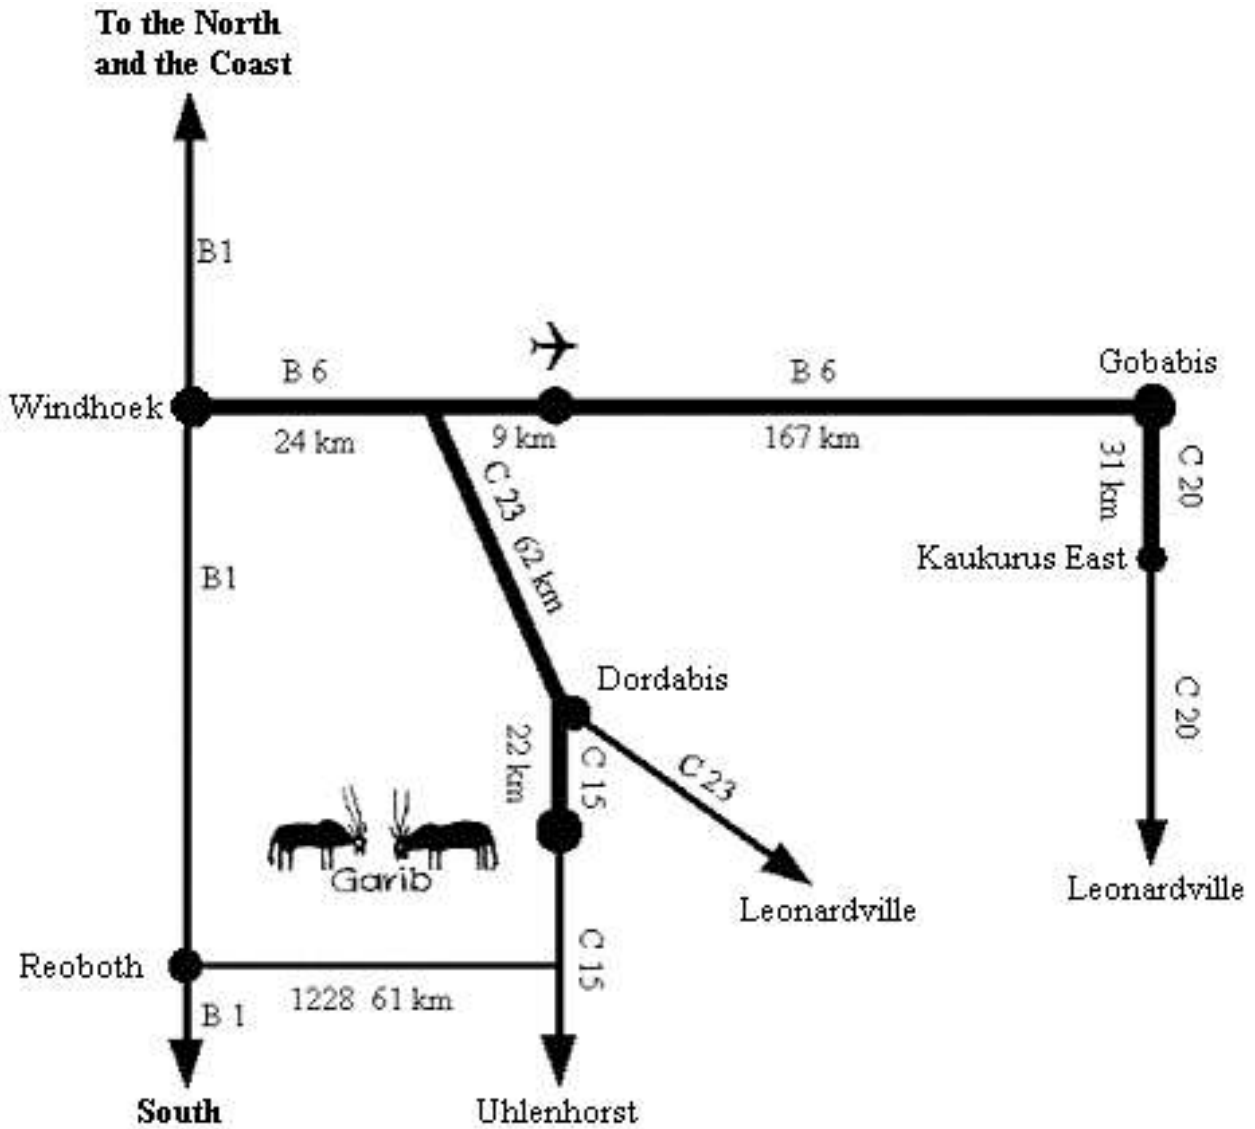 To the North
and the Coast
B1
B 6
B 6
Gobabis
Windhoek
24 km
9 km
167 km
31 km
C 20
C 23 62 km
Kaukurus East
B1
Dordabis
C 20
22 km
C 15
C 23
Garib
Leonardville
Leonardville
Reoboth
C 15
1228 61 km
B 1
South
Uhlenhorst